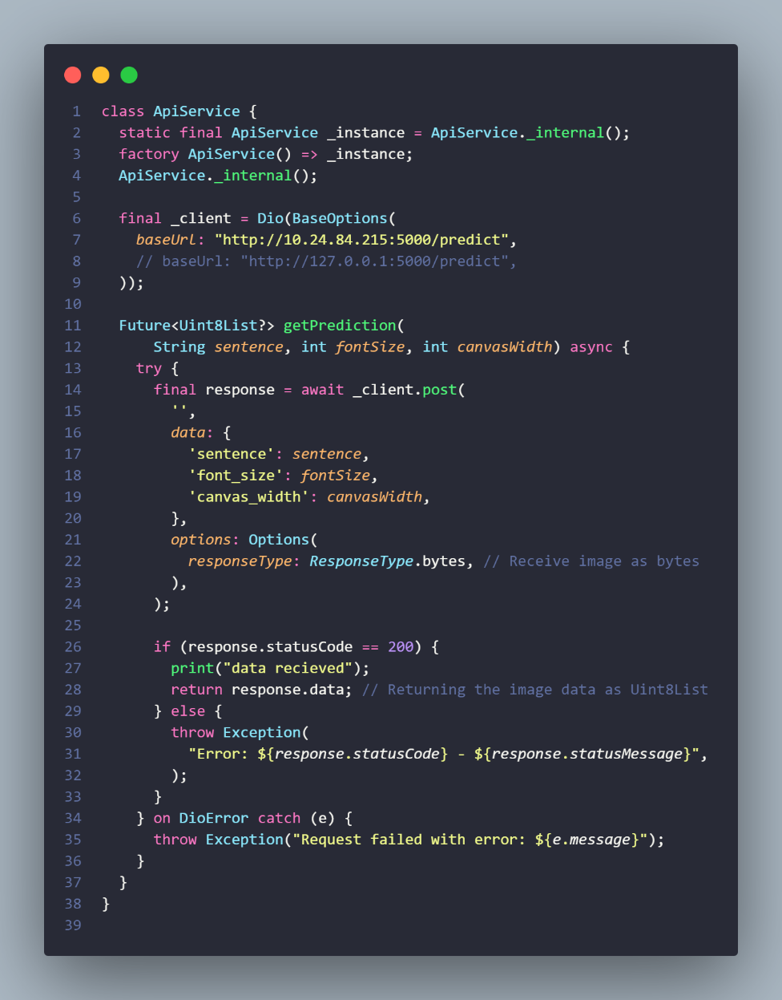 1 class ApiService {
2 static final ApiService _instance = ApiService._internal();
3 factory ApiService() => _instance;
4 ApiService._internal();
5
6 final _client = Dio(BaseOptions(
7 baseUrl: "http://10.24.84.215:5000/predict",
8 // baseUrl: "http://127.0.0.1:5000/predict",
9 ));
10
11 Future<Uint8List?> getPrediction(
12 String sentence, int fontSize, int canvasWidth) async {
13 try {
14 final response = await _client.post(
15 '',
16 data: {
17 'sentence': sentence,
18 'font_size': fontSize,
19 'canvas_width': canvasWidth,
20 },
21 options: Options(
22 responseType: ResponseType.bytes, // Receive image as bytes
23 ),
24 );
25
26 if (response.statusCode == 200) {
27 print("data recieved");
28 return response.data; // Returning the image data as Uint8List
29 } else {
30 throw Exception(
31 "Error: ${response.statusCode} - ${response.statusMessage}",
32 );
33 }
34 } on DioError catch (e) {
35 throw Exception("Request failed with error: ${e.message}");
36 }
37 }
38 }
39